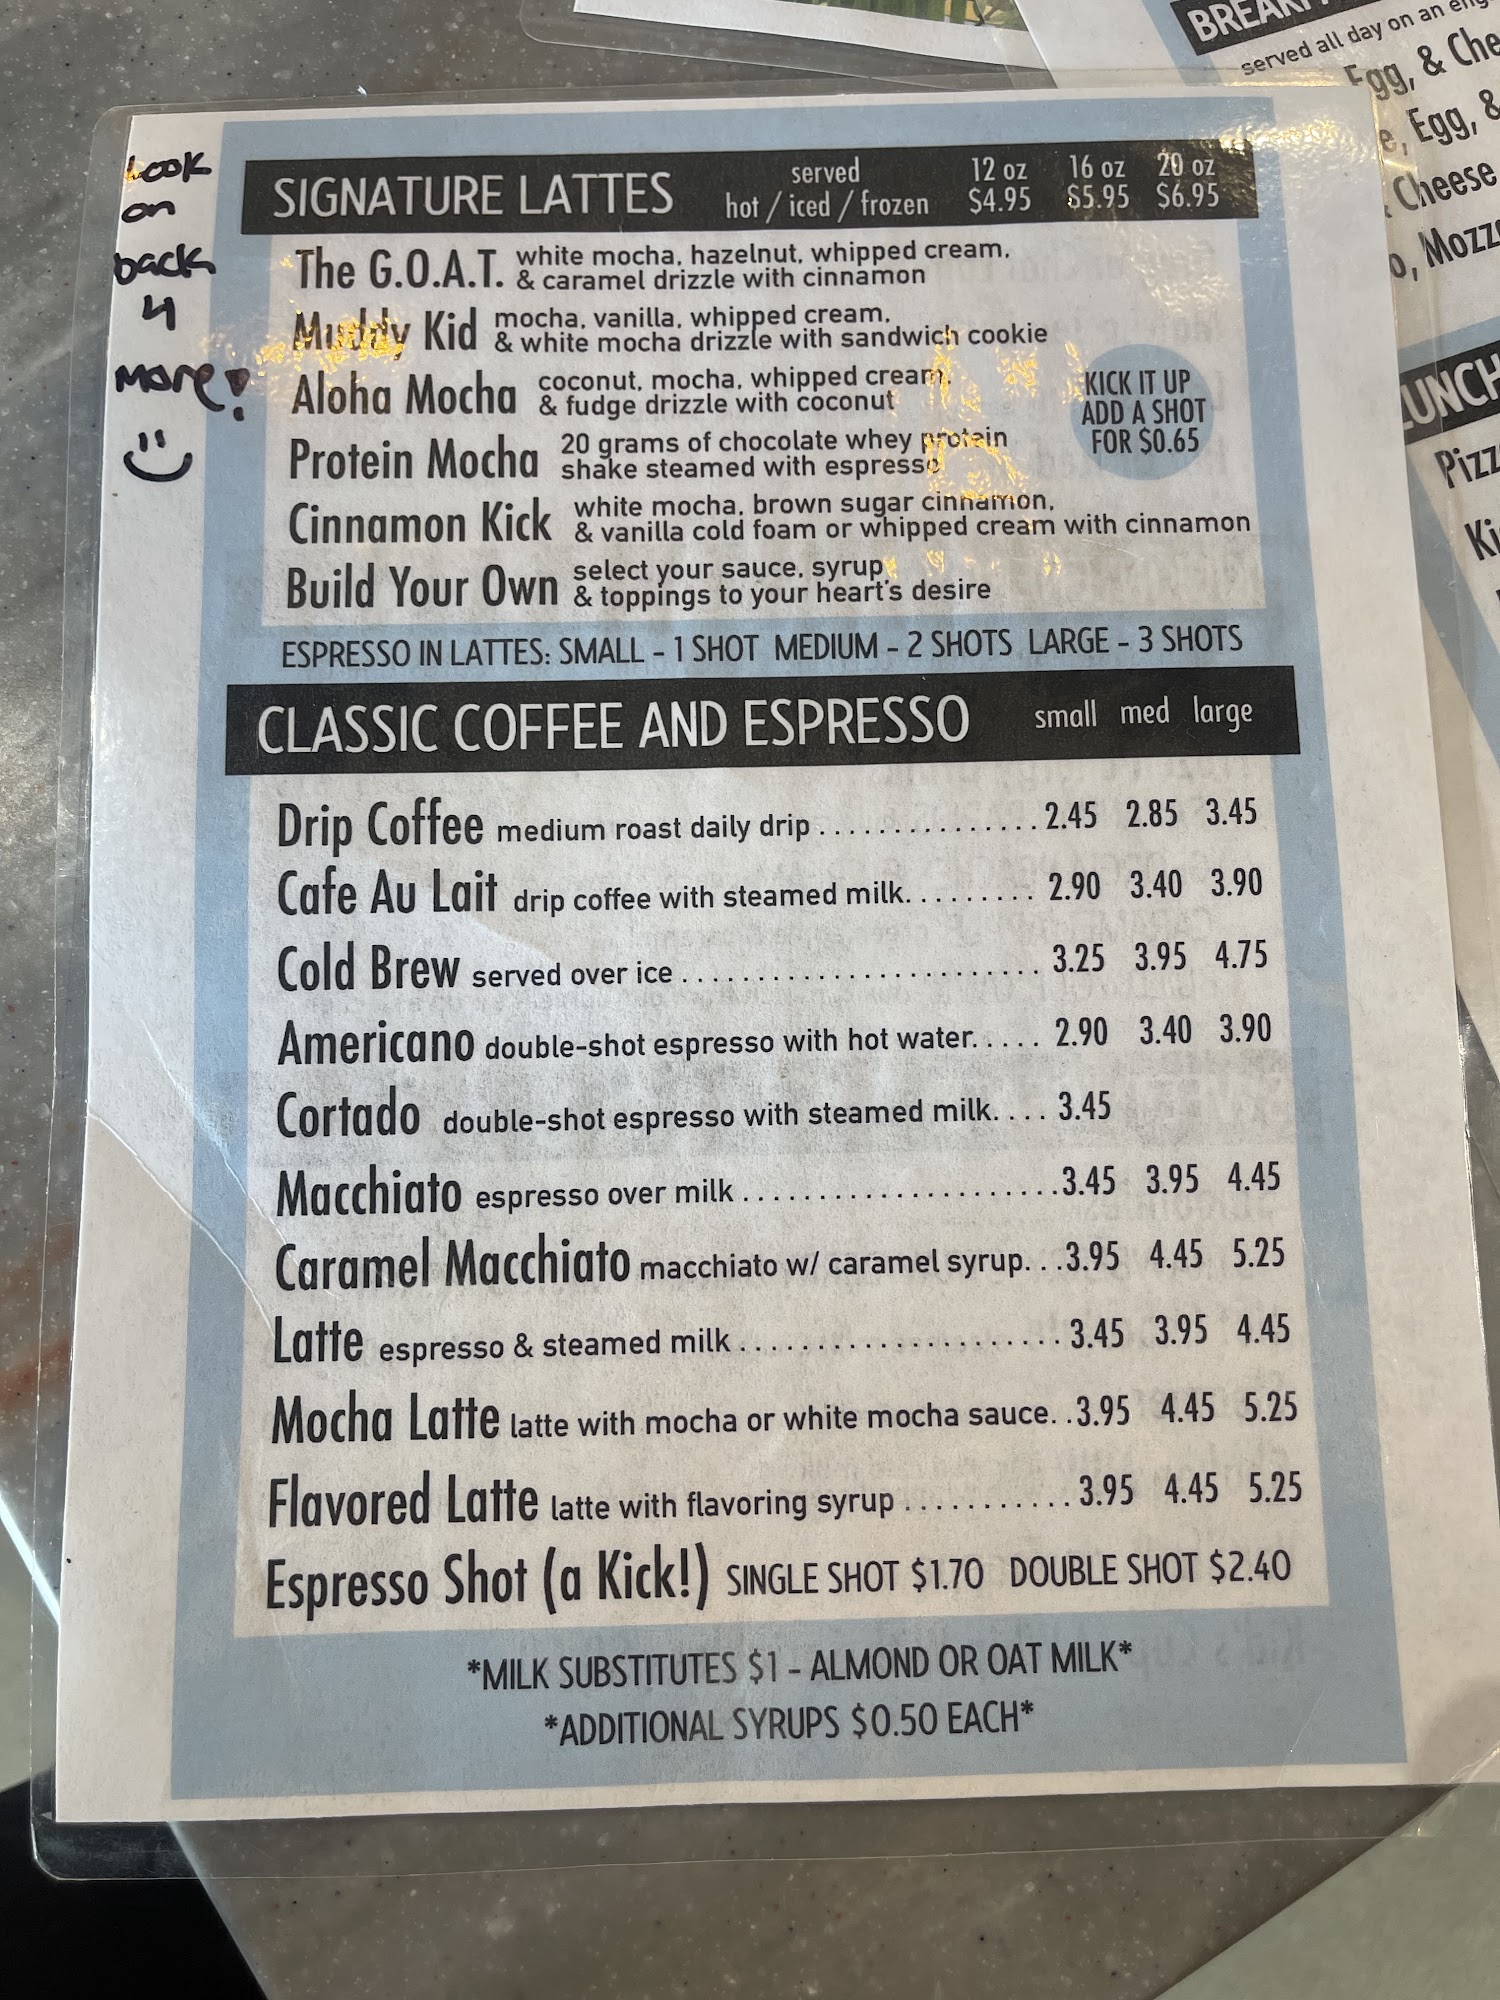 Look
on
back
4
more!
SIGNATURE LATTES served hot / iced / frozen 12 oz $4.95 16 oz $5.95 20 oz $6.95
The G.O.A.T. white mocha, hazelnut, whipped cream,
& caramel drizzle with cinnamon
Muddy Kid mocha, vanilla, whipped cream,
& white mocha drizzle with sandwich cookie
Aloha Mocha coconut, mocha, whipped cream,
& fudge drizzle with coconut
KICK IT UP
ADD A SHOT
FOR $0.65
Protein Mocha 20 grams of chocolate whey protein
shake steamed with espresso
Cinnamon Kick white mocha, brown sugar cinnamon,
& vanilla cold foam or whipped cream with cinnamon
Build Your Own select your sauce, syrup,
& toppings to your heart's desire
ESPRESSO IN LATTES: SMALL - 1 SHOT MEDIUM - 2 SHOTS LARGE - 3 SHOTS
CLASSIC COFFEE AND ESPRESSO small med large
Drip Coffee medium roast daily drip ............... 2.45 2.85 3.45
Cafe Au Lait drip coffee with steamed milk......... 2.90 3.40 3.90
Cold Brew served over ice ........................ 3.25 3.95 4.75
Americano double-shot espresso with hot water..... 2.90 3.40 3.90
Cortado double-shot espresso with steamed milk.... 3.45
Macchiato espresso over milk ..................... 3.45 3.95 4.45
Caramel Macchiato macchiato w/ caramel syrup... 3.95 4.45 5.25
Latte espresso & steamed milk ..................... 3.45 3.95 4.45
Mocha Latte latte with mocha or white mocha sauce.. 3.95 4.45 5.25
Flavored Latte latte with flavoring syrup ........... 3.95 4.45 5.25
Espresso Shot (a Kick!) SINGLE SHOT $1.70 DOUBLE SHOT $2.40
*MILK SUBSTITUTES $1 - ALMOND OR OAT MILK*
*ADDITIONAL SYRUPS $0.50 EACH*
served all day on an
Egg, &
Egg, &
Cheese